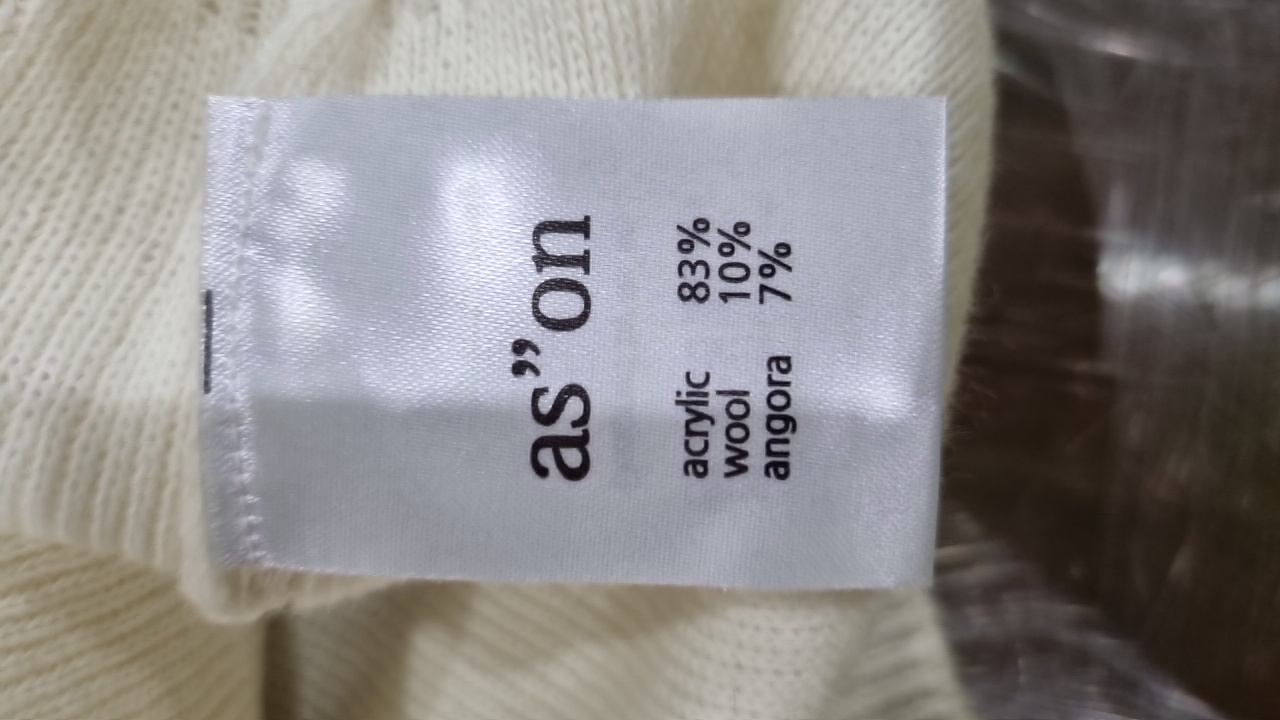 as”on
acrylic 83%
wool 10%
angora 7%